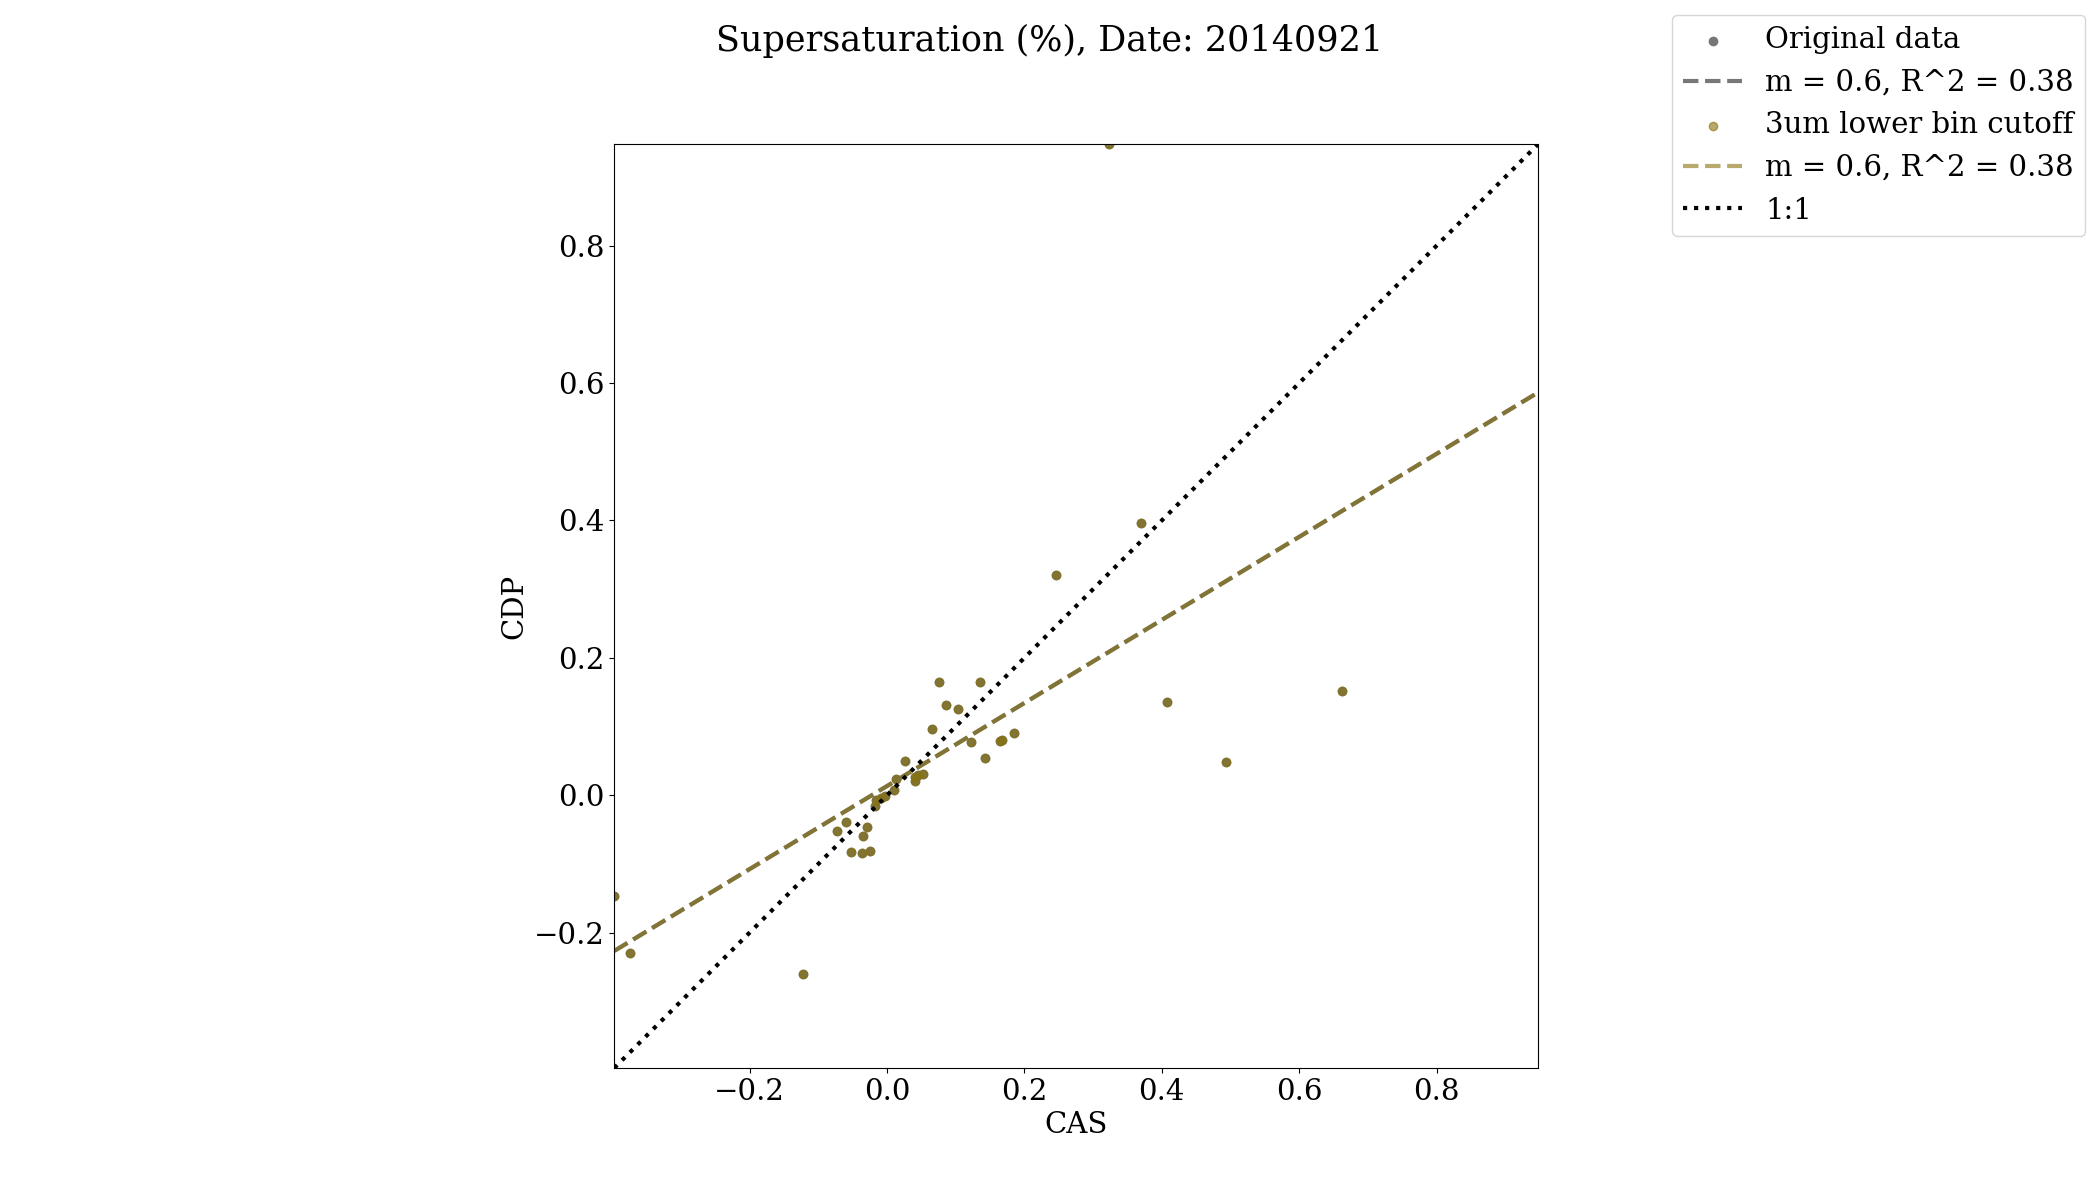 Supersaturation (%), Date: 20140921
Original data
m = 0.6, R^2 = 0.38
3um lower bin cutoff
m = 0.6, R^2 = 0.38
1:1
0.8
0.6
0.4
0.2
0.0
−0.2
CDP
−0.2
0.0
0.2
0.4
0.6
0.8
CAS